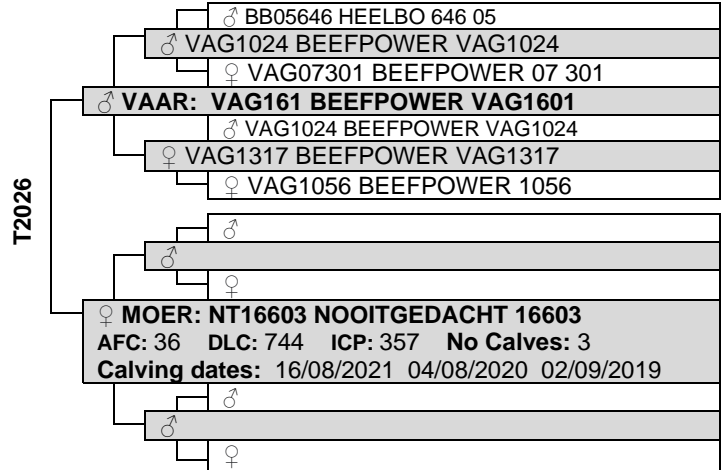 ♂ BB05646 HEELBO 646 05
♂ VAG1024 BEEFPOWER VAG1024
♀ VAG07301 BEEFPOWER 07 301
♂ VAAR: VAG161 BEEFPOWER VAG1601
♂ VAG1024 BEEFPOWER VAG1024
♀ VAG1317 BEEFPOWER VAG1317
♀ VAG1056 BEEFPOWER 1056
T2026
♂
♂
♀
♀ MOER: NT16603 NOOITGEDACHT 16603
AFC: 36 DLC: 744 ICP: 357 No Calves: 3
Calving dates: 16/08/2021 04/08/2020 02/09/2019
♂
♂
♀